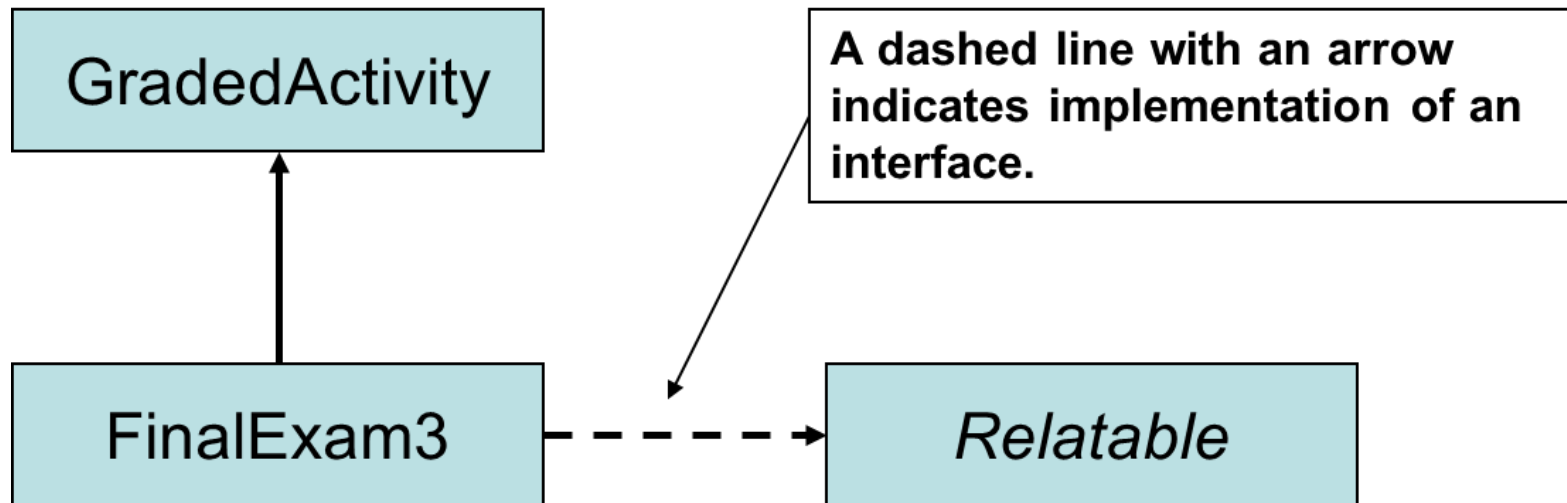 GradedActivity
A dashed line with an arrow
indicates implementation of an
interface.
FinalExam3
Relatable